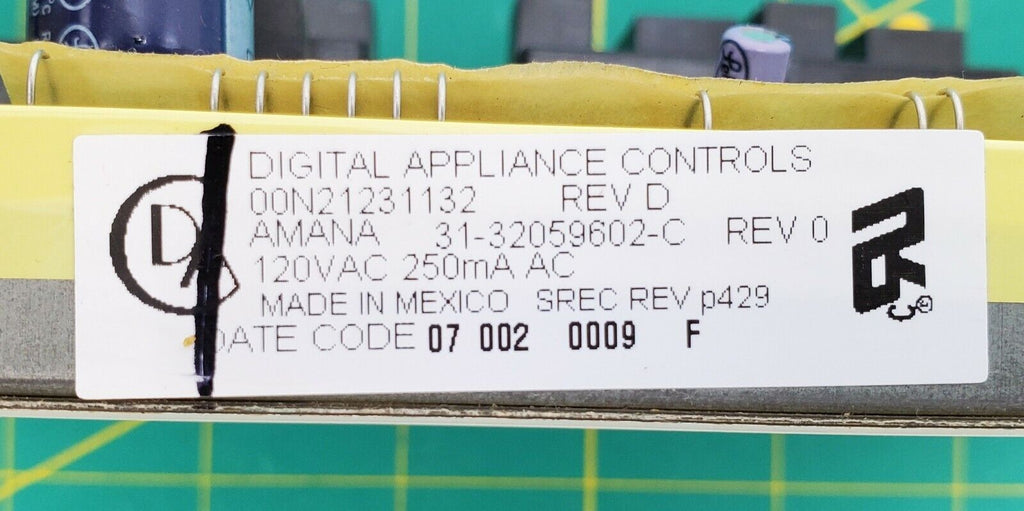 DIGITAL APPLIANCE CONTROLS
00N21231132 REV D
AMANA 31-32059602-C REV 0
120VAC 250mA AC
MADE IN MEXICO SREC REV p429
DATE CODE 07 002 0009 F